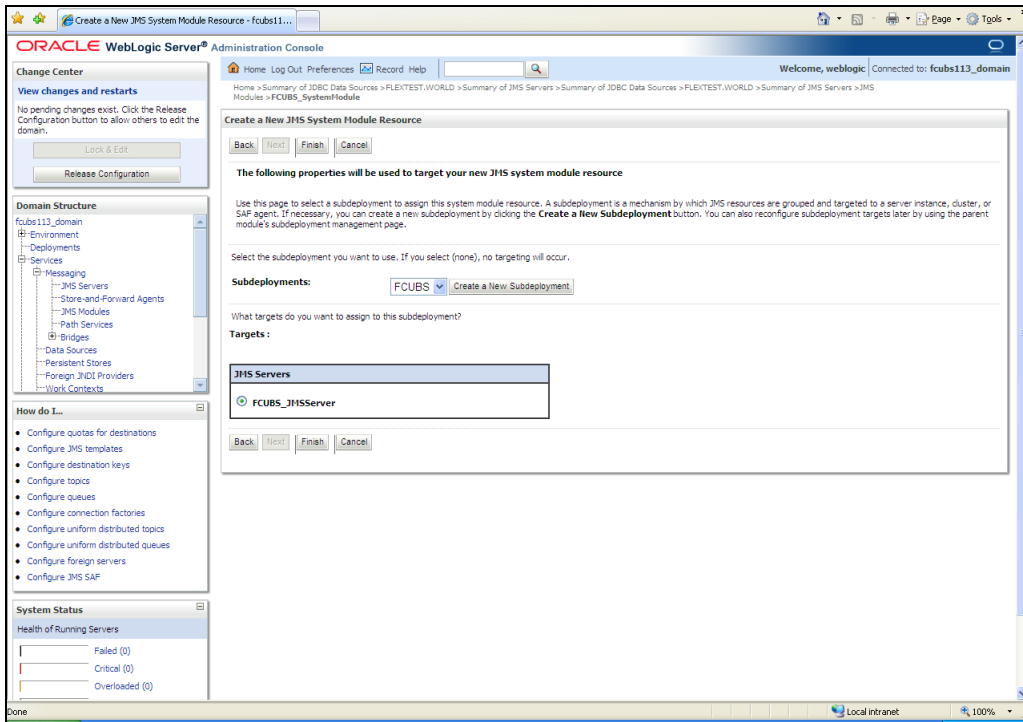 Create a New JMS System Module Resource - fcubs11...
Page Tools
ORACLE WebLogic Server® Administration Console
Change Center
View changes and restarts
No pending changes exist. Click the Release
Configuration button to allow others to edit the
domain.
Lock & Edit
Release Configuration
Domain Structure
fcubs113_domain
Environment
Deployments
Services
Messaging
JMS Servers
Store-and-Forward Agents
JMS Modules
Path Services
Bridges
Data Sources
Persistent Stores
Foreign JNDI Providers
Work Contexts
How do I...
Configure quotas for destinations
Configure JMS templates
Configure destination keys
Configure topics
Configure queues
Configure connection factories
Configure uniform distributed topics
Configure uniform distributed queues
Configure foreign servers
Configure JMS SAF
System Status
Health of Running Servers
Failed (0)
Critical (0)
Overloaded (0)
Home Log Out Preferences Record Help
Welcome, weblogic Connected to: fcubs113_domain
Home >Summary of JDBC Data Sources >FLEXTEST.WORLD >Summary of JMS Servers >Summary of JDBC Data Sources >FLEXTEST.WORLD >Summary of JMS Servers >JMS
Modules >FCUBS_SystemModule
Create a New JMS System Module Resource
Back Next Finish Cancel
The following properties will be used to target your new JMS system module resource
Use this page to select a subdeployment to assign this system module resource. A subdeployment is a mechanism by which JMS resources are grouped and targeted to a server instance, cluster, or
SAF agent. If necessary, you can create a new subdeployment by clicking the Create a New Subdeployment button. You can also reconfigure subdeployment targets later by using the parent
module's subdeployment management page.
Select the subdeployment you want to use. If you select (none), no targeting will occur.
Subdeployments: FCUBS Create a New Subdeployment
What targets do you want to assign to this subdeployment?
Targets :
JMS Servers
FCUBS_JMSServer
Back Next Finish Cancel
Done
Local intranet
100%